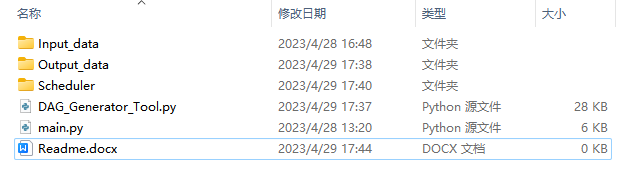 名称 修改日期 类型 大小
Input_data 2023/4/28 16:48 文件夹
Output_data 2023/4/29 17:38 文件夹
Scheduler 2023/4/29 17:40 文件夹
DAG_Generator_Tool.py 2023/4/29 17:37 Python 源文件 28 KB
main.py 2023/4/28 13:20 Python 源文件 6 KB
Readme.docx 2023/4/29 17:44 DOCX 文档 0 KB